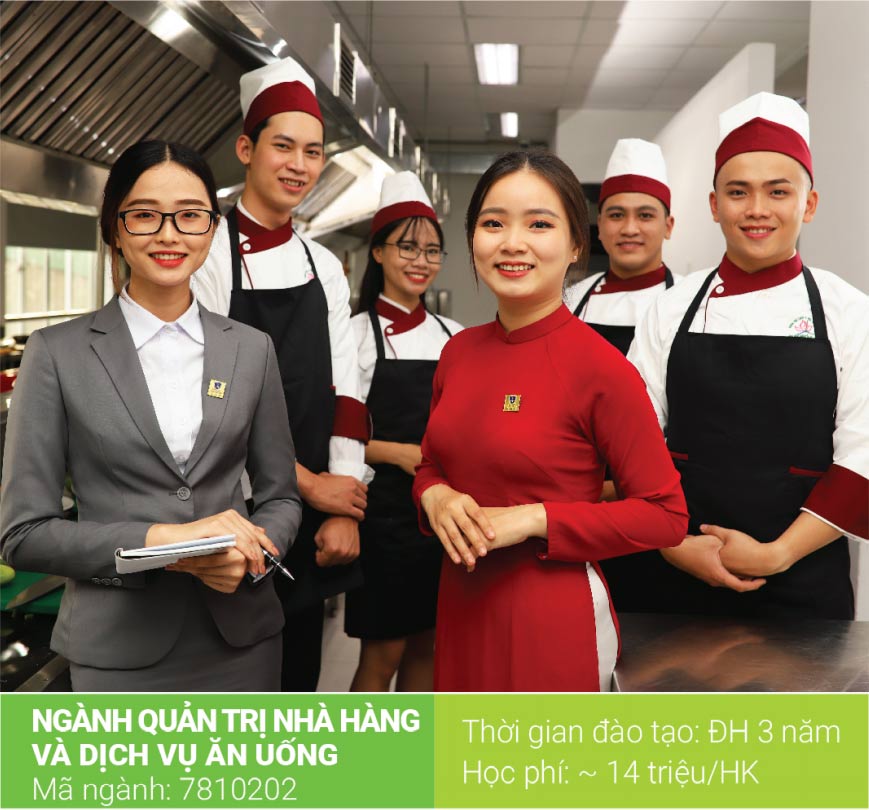 NGÀNH QUẢN TRỊ NHÀ HÀNG
VÀ DỊCH VỤ ĂN UỐNG
Mã ngành: 7810202
Thời gian đào tạo: ĐH 3 năm
Học phí: ~ 14 triệu/HK